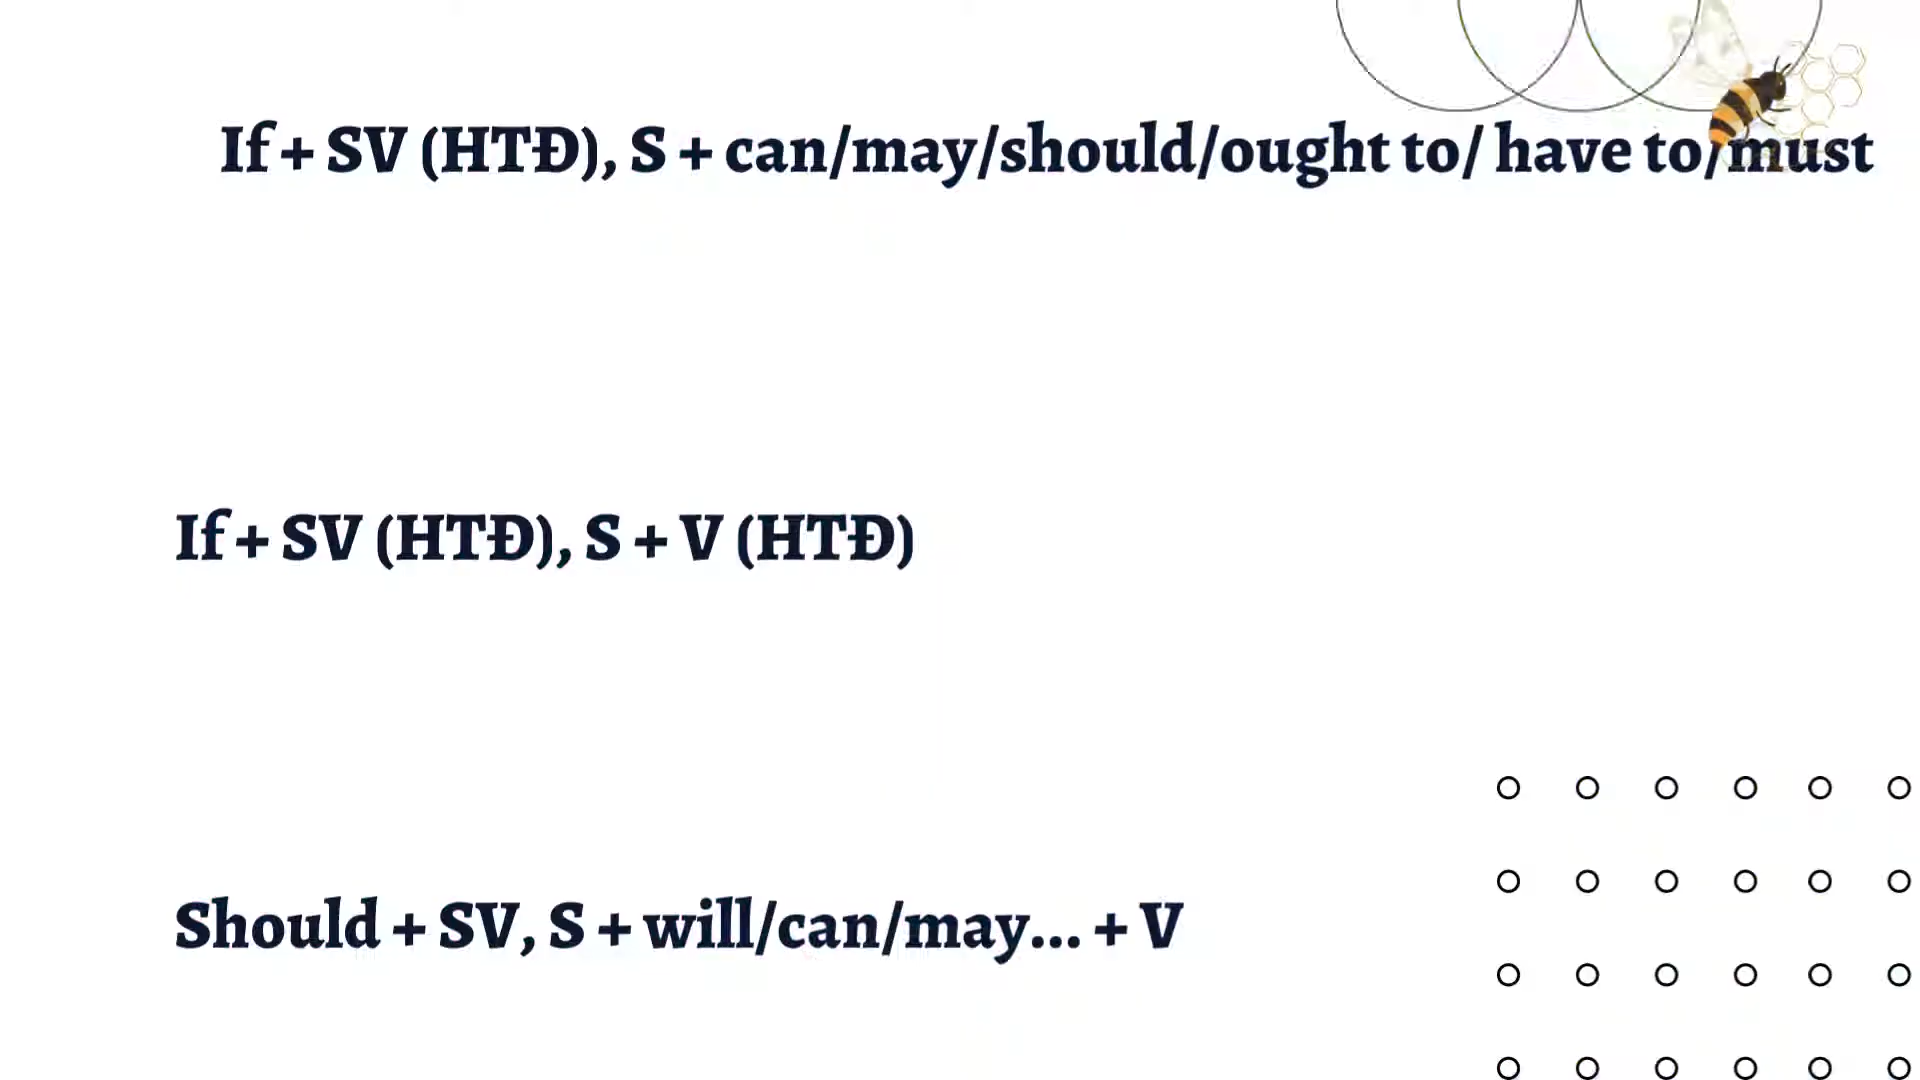 If + SV (HTĐ), S + can/may/should/ought to/ have to/must
If + SV (HTĐ), S + V (HTĐ)
Should + SV, S + will/can/may... + V